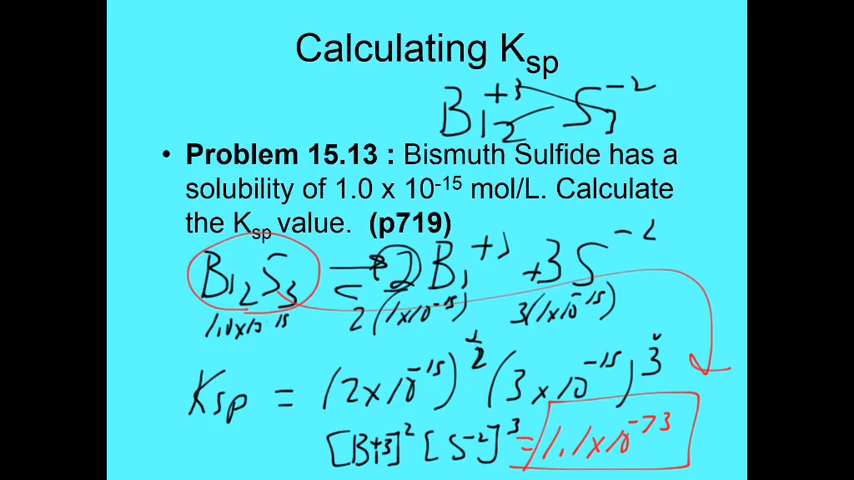 Calculating Ksp
Bi+3 2 S-2 3
• Problem 15.13 : Bismuth Sulfide has a
solubility of 1.0 x 10-15 mol/L. Calculate
the Ksp value. (p719)
Bi2S3 ⇌ 2Bi+3 + 3S-2
1.0x10-15 2(1x10-15) 3(1x10-15)
Ksp = (2x10-15)2 (3x10-15)3
[Bi+3]2 [S-2]3 = 1.1x10-73